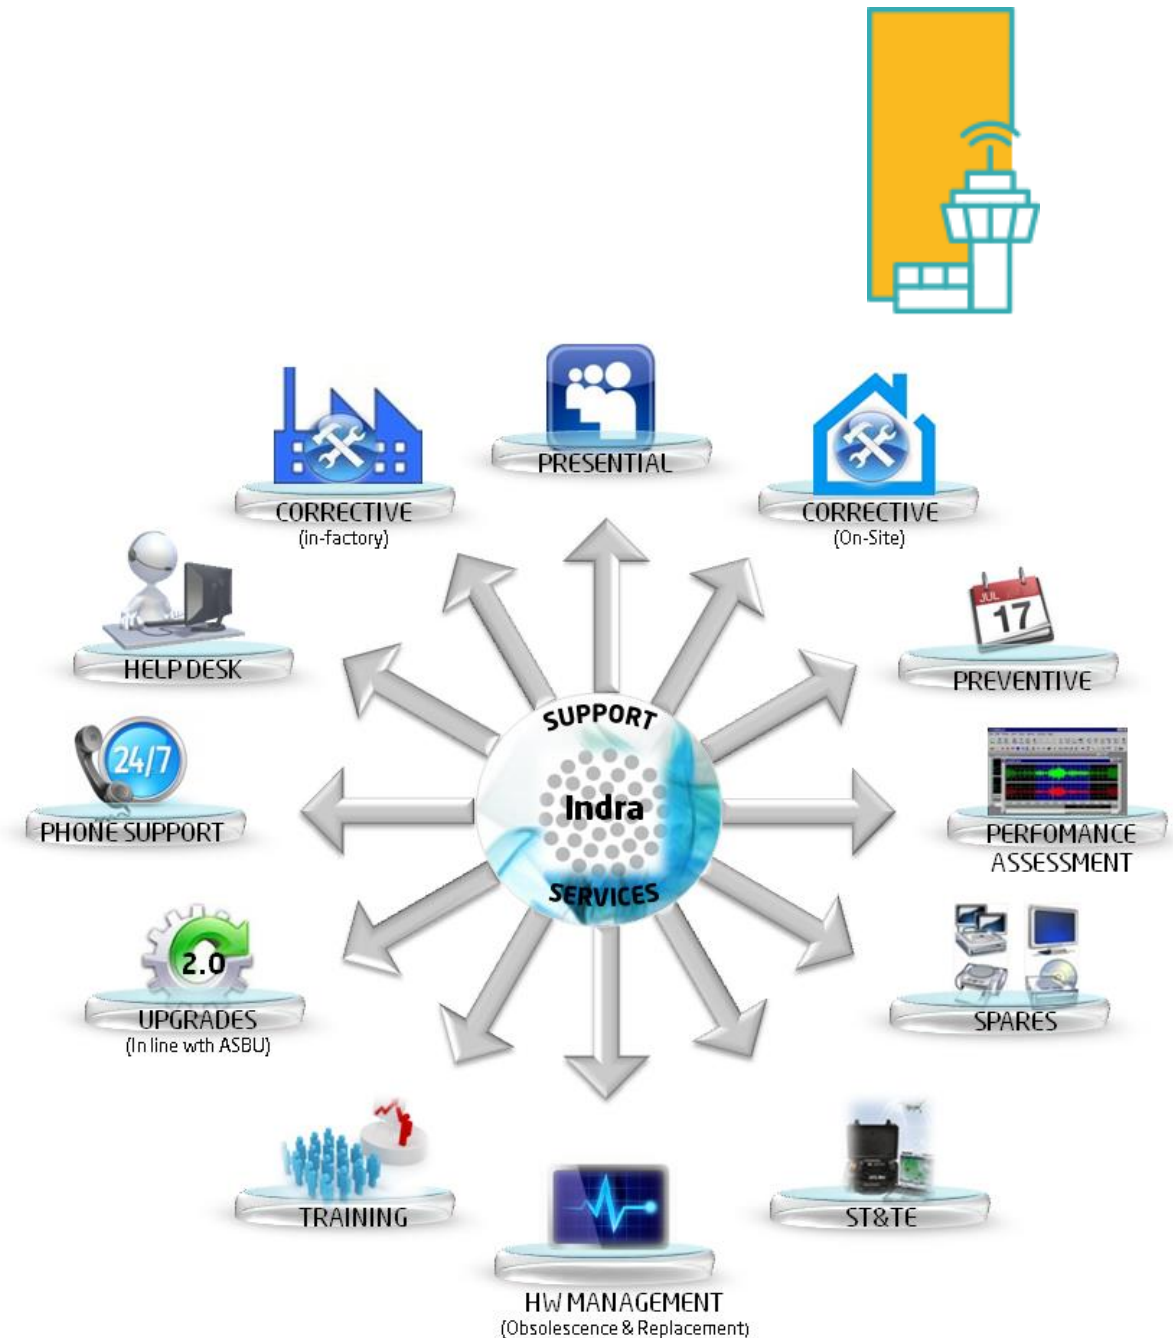 PRESENTIAL
CORRECTIVE
(in-factory)
CORRECTIVE
(On-Site)
HELP DESK
JUL
17
PREVENTIVE
SUPPORT
Indra
SERVICES
24/7
PHONE SUPPORT
PERFOMANCE
ASSESSMENT
2.0
UPGRADES
(In line wth ASBU)
SPARES
TRAINING
ST&TE
HW MANAGEMENT
(Obsolescence & Replacement)